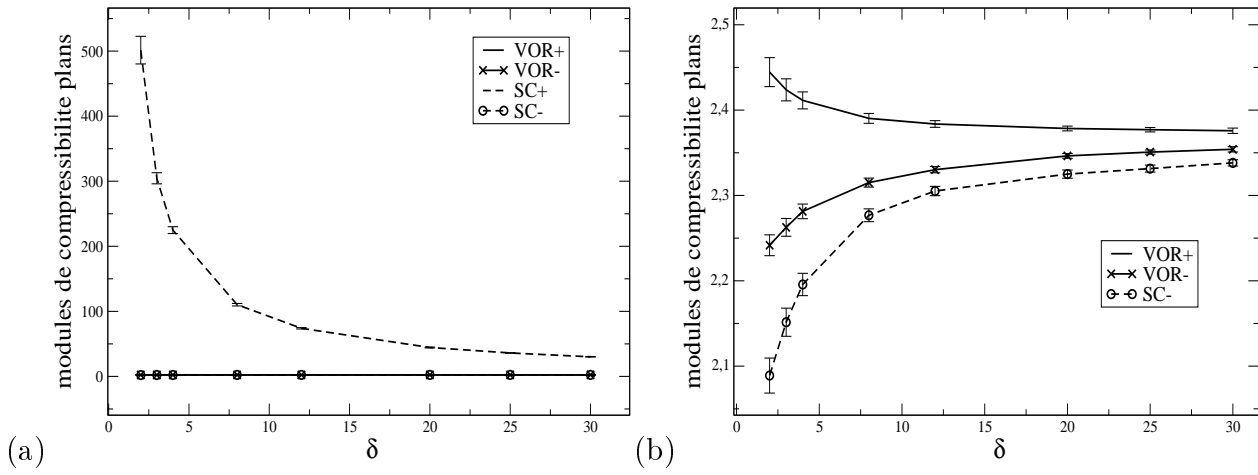 modules de compressibilite plans
500
400
300
200
100
0
VOR+
VOR-
SC+
SC-
0
5
10
15
20
25
30
δ
(a)
modules de compressibilite plans
2,5
2,4
2,3
2,2
2,1
VOR+
VOR-
SC-
0
5
10
15
20
25
30
δ
(b)